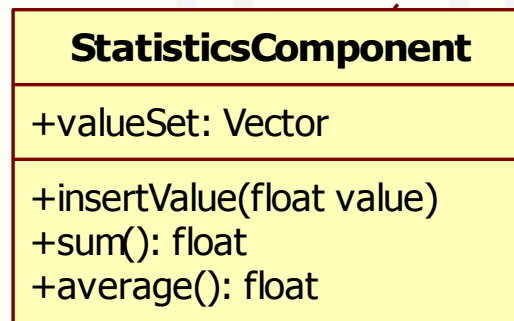 StatisticsComponent
+valueSet: Vector
+insertValue(float value)
+sum(): float
+average(): float